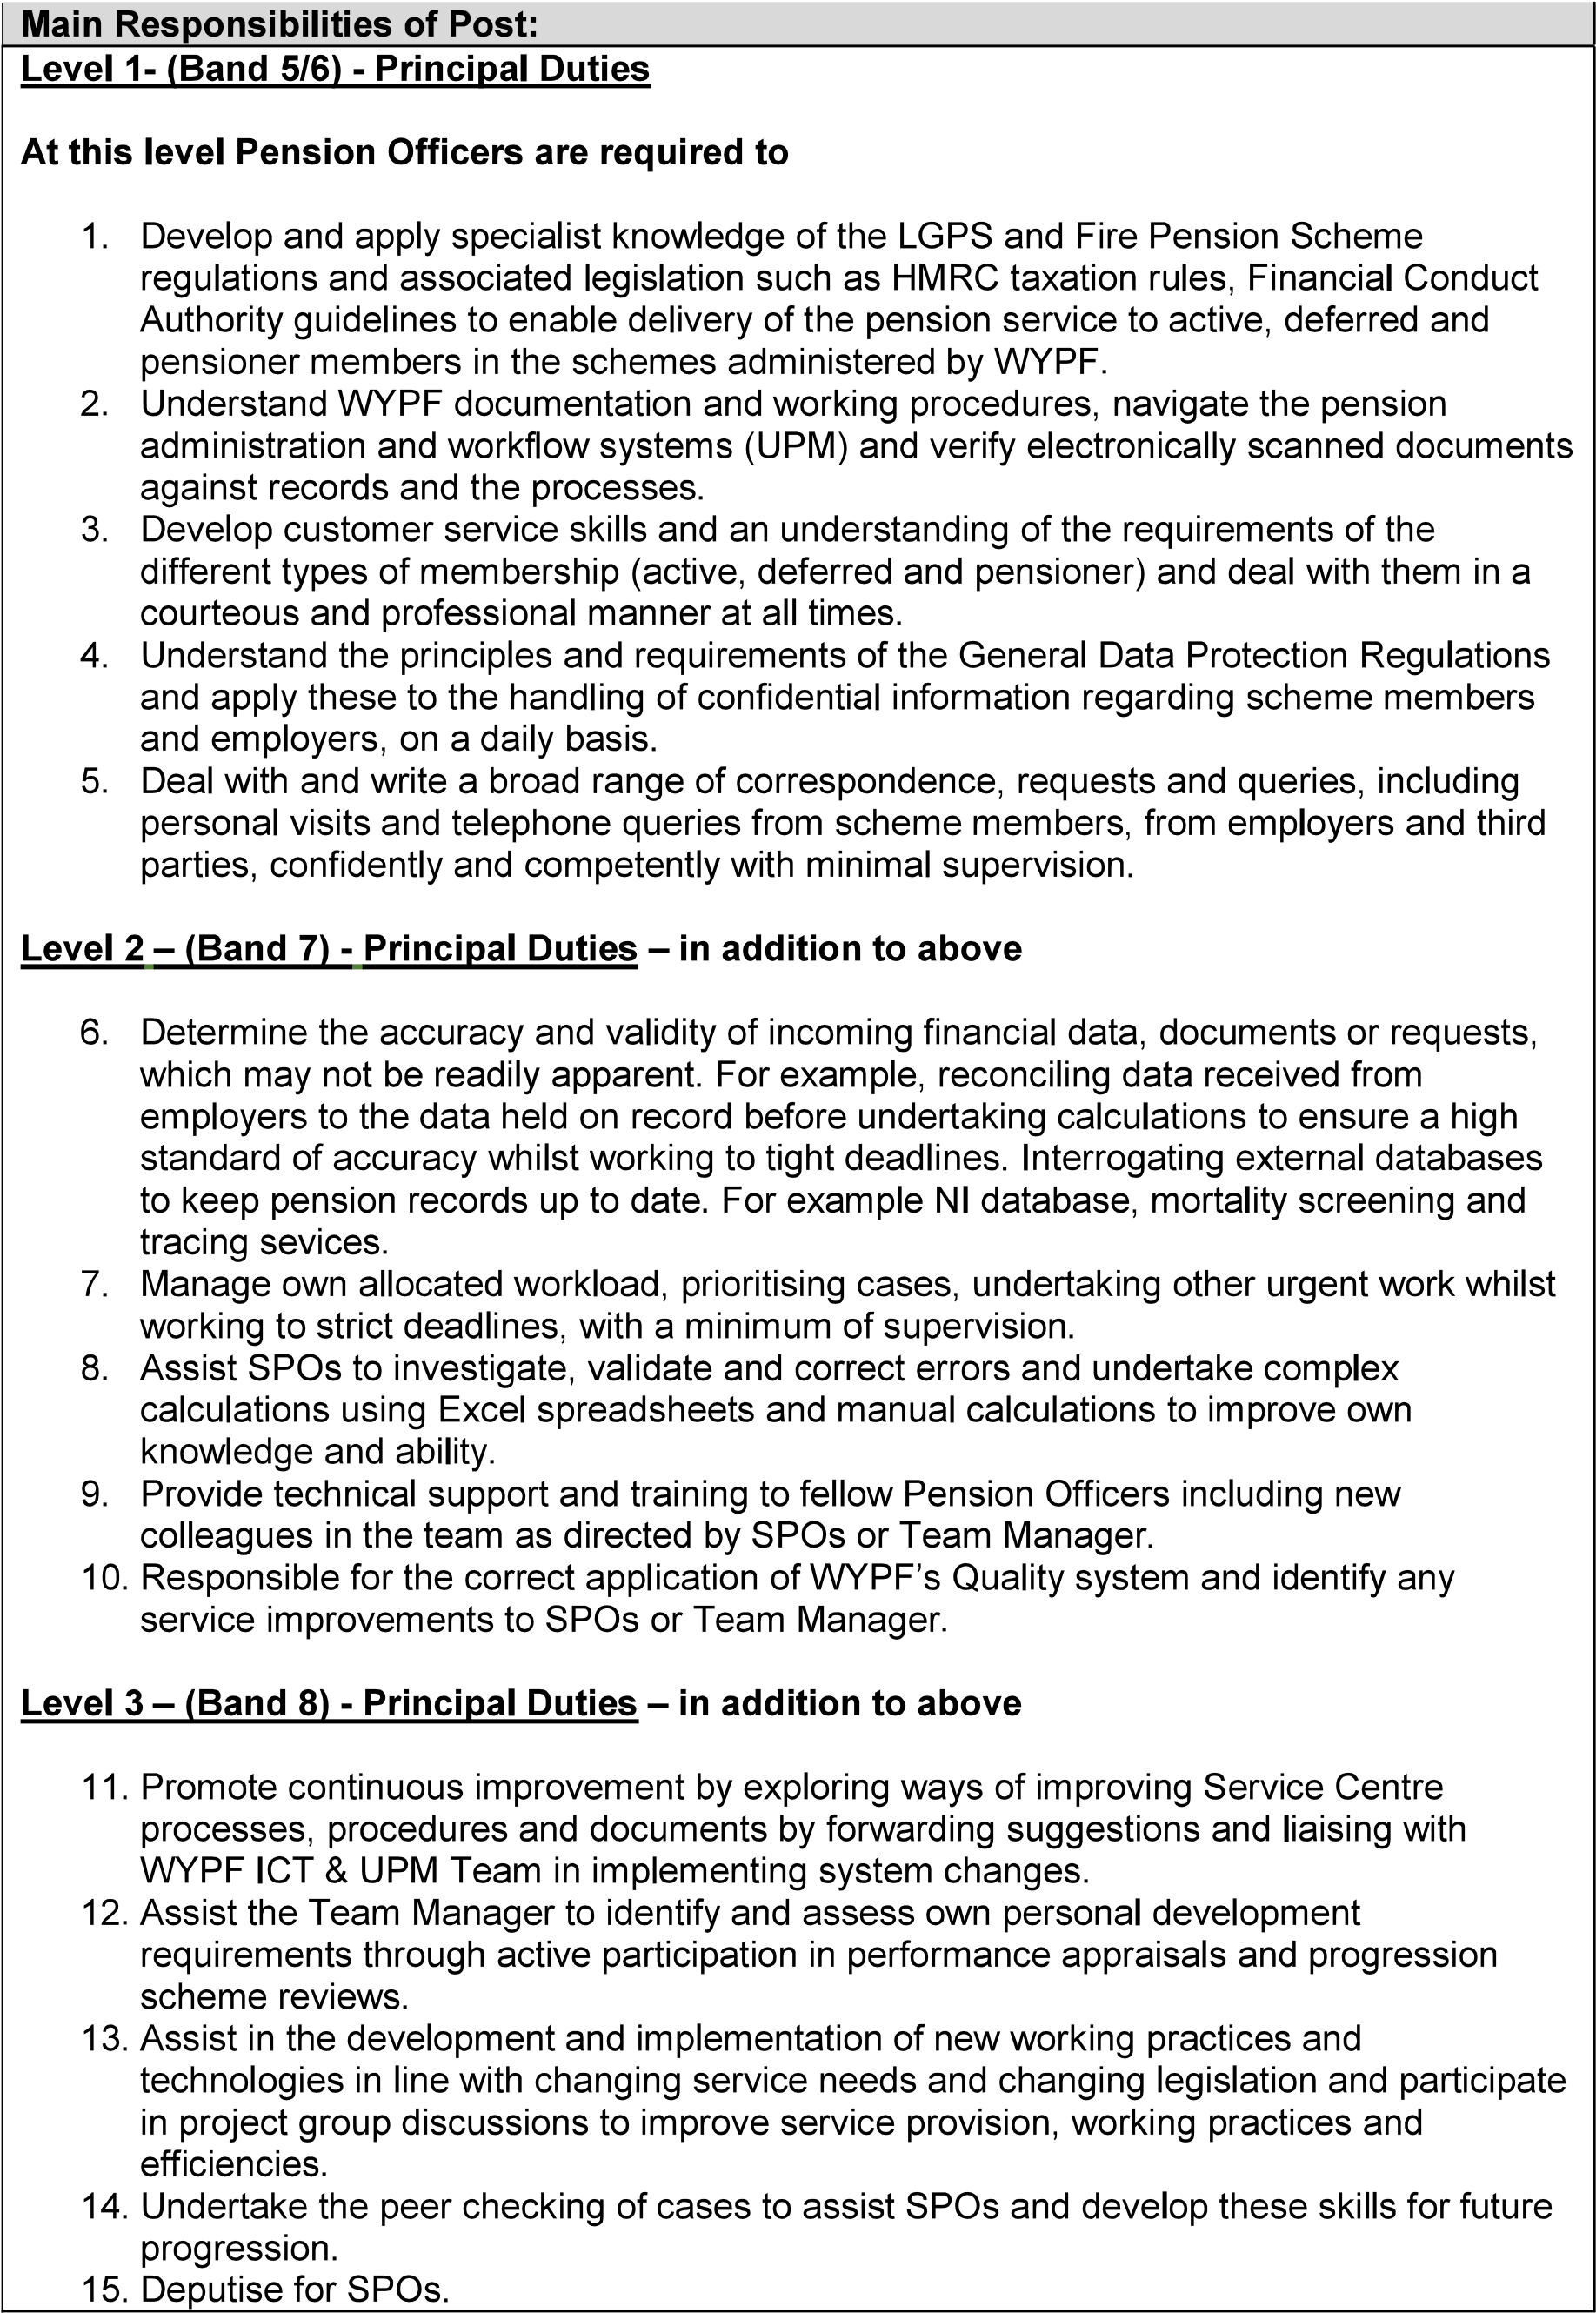 Main Responsibilities of Post:
Level 1- (Band 5/6) - Principal Duties
At this level Pension Officers are required to
1. Develop and apply specialist knowledge of the LGPS and Fire Pension Scheme
regulations and associated legislation such as HMRC taxation rules, Financial Conduct
Authority guidelines to enable delivery of the pension service to active, deferred and
pensioner members in the schemes administered by WYPF.
2. Understand WYPF documentation and working procedures, navigate the pension
administration and workflow systems (UPM) and verify electronically scanned documents
against records and the processes.
3. Develop customer service skills and an understanding of the requirements of the
different types of membership (active, deferred and pensioner) and deal with them in a
courteous and professional manner at all times.
4. Understand the principles and requirements of the General Data Protection Regulations
and apply these to the handling of confidential information regarding scheme members
and employers, on a daily basis.
5. Deal with and write a broad range of correspondence, requests and queries, including
personal visits and telephone queries from scheme members, from employers and third
parties, confidently and competently with minimal supervision.
Level 2 – (Band 7) - Principal Duties – in addition to above
6. Determine the accuracy and validity of incoming financial data, documents or requests,
which may not be readily apparent. For example, reconciling data received from
employers to the data held on record before undertaking calculations to ensure a high
standard of accuracy whilst working to tight deadlines. Interrogating external databases
to keep pension records up to date. For example NI database, mortality screening and
tracing sevices.
7. Manage own allocated workload, prioritising cases, undertaking other urgent work whilst
working to strict deadlines, with a minimum of supervision.
8. Assist SPOs to investigate, validate and correct errors and undertake complex
calculations using Excel spreadsheets and manual calculations to improve own
knowledge and ability.
9. Provide technical support and training to fellow Pension Officers including new
colleagues in the team as directed by SPOs or Team Manager.
10. Responsible for the correct application of WYPF’s Quality system and identify any
service improvements to SPOs or Team Manager.
Level 3 – (Band 8) - Principal Duties – in addition to above
11. Promote continuous improvement by exploring ways of improving Service Centre
processes, procedures and documents by forwarding suggestions and liaising with
WYPF ICT & UPM Team in implementing system changes.
12. Assist the Team Manager to identify and assess own personal development
requirements through active participation in performance appraisals and progression
scheme reviews.
13. Assist in the development and implementation of new working practices and
technologies in line with changing service needs and changing legislation and participate
in project group discussions to improve service provision, working practices and
efficiencies.
14. Undertake the peer checking of cases to assist SPOs and develop these skills for future
progression.
15. Deputise for SPOs.